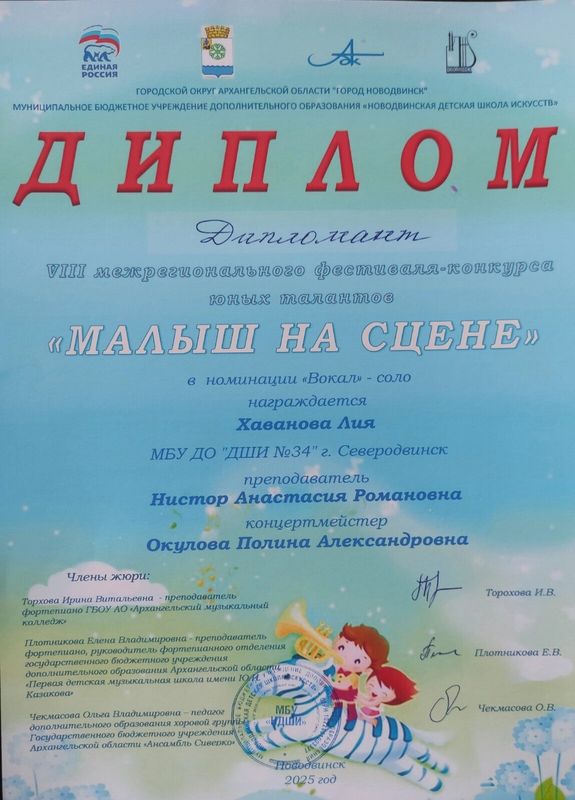 ЕДИНАЯ
РОССИЯ
ГОРОДСКОЙ ОКРУГ АРХАНГЕЛЬСКОЙ ОБЛАСТИ "ГОРОД НОВОДВИНСК"
МУНИЦИПАЛЬНОЕ БЮДЖЕТНОЕ УЧРЕЖДЕНИЕ ДОПОЛНИТЕЛЬНОГО ОБРАЗОВАНИЯ «НОВОДВИНСКАЯ ДЕТСКАЯ ШКОЛА ИСКУССТВ»
ДИПЛОМ
Дипломант
VIII межрегионального фестиваля-конкурса
юных талантов
«МАЛЫШ НА СЦЕНЕ»
в номинации «Вокал» - соло
награждается
Хаванова Лия
МБУ ДО "ДШИ №34" г. Северодвинск
преподаватель
Нистор Анастасия Романовна
концертмейстер
Окулова Полина Александровна
Члены жюри:
Торхова Ирина Витальевна - преподаватель
фортепиано ГБОУ АО «Архангельский музыкальный
колледж»
Торохова И.В.
Плотникова Елена Владимировна - преподаватель
фортепиано, руководитель фортепианного отделения
государственного бюджетного учреждения
дополнительного образования Архангельской области
«Первая детская музыкальная школа имени Ю.И.
Казакова»
Плотникова Е.В.
Чекмасова Ольга Владимировна – педагог
дополнительного образования хоровой группы
Государственного бюджетного учреждения
Архангельской области «Ансамбль Сиверко»
Чекмасова О.В.
МБУ
«НДШИ»
Новодвинск
2025 год